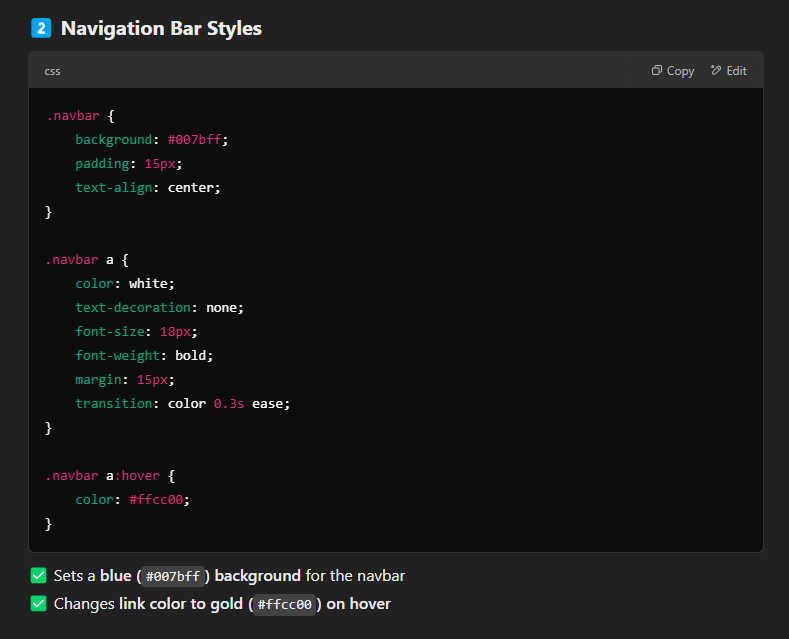 2 Navigation Bar Styles
css Copy Edit
.navbar {
    background: #007bff;
    padding: 15px;
    text-align: center;
}
.navbar a {
    color: white;
    text-decoration: none;
    font-size: 18px;
    font-weight: bold;
    margin: 15px;
    transition: color 0.3s ease;
}
.navbar a:hover {
    color: #ffcc00;
}
✅ Sets a blue (#007bff) background for the navbar
✅ Changes link color to gold (#ffcc00) on hover